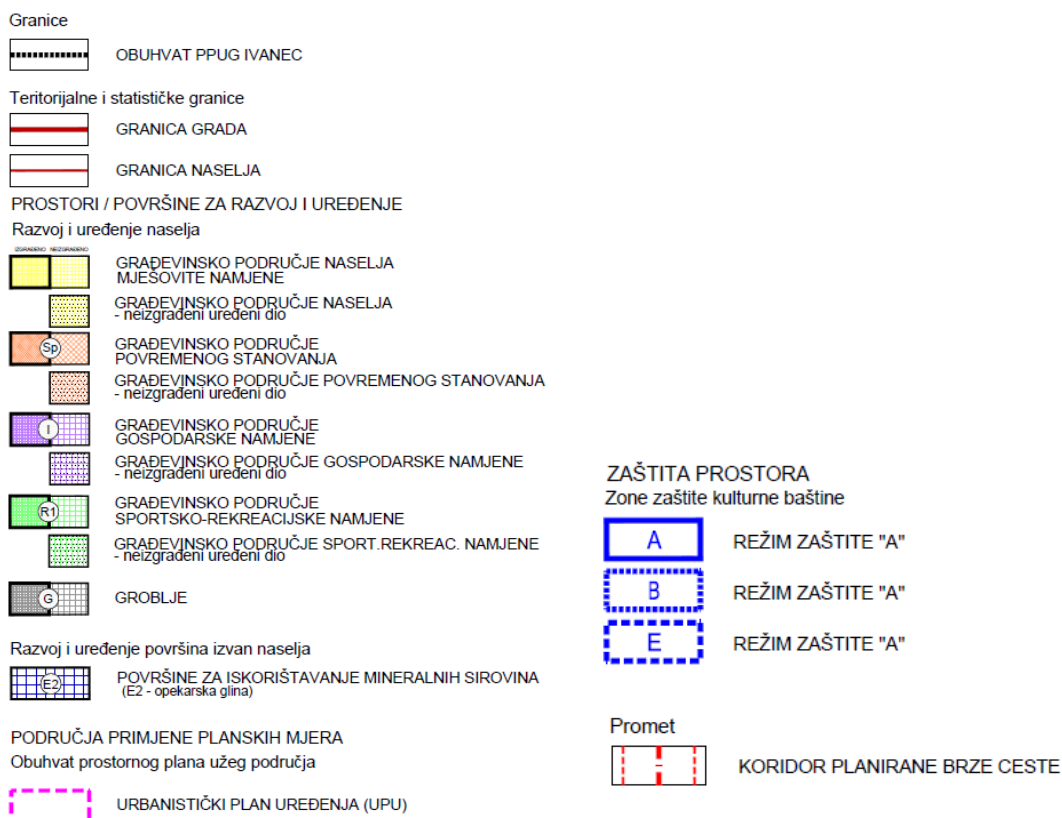 Granice
OBUHVAT PPUG IVANEC
Teritorijalne i statističke granice
GRANICA GRADA
GRANICA NASELJA
PROSTORI / POVRŠINE ZA RAZVOJ I UREĐENJE
Razvoj i uređenje naselja
IZGRAĐENO NEIZGRAĐENO
GRAĐEVINSKO PODRUČJE NASELJA
MJEŠOVITE NAMJENE
GRAĐEVINSKO PODRUČJE NASELJA
- neizgrađeni uređeni dio
Sp
GRAĐEVINSKO PODRUČJE
POVREMENOG STANOVANJA
GRAĐEVINSKO PODRUČJE POVREMENOG STANOVANJA
- neizgrađeni uređeni dio
I
GRAĐEVINSKO PODRUČJE
GOSPODARSKE NAMJENE
GRAĐEVINSKO PODRUČJE GOSPODARSKE NAMJENE
- neizgrađeni uređeni dio
R1
GRAĐEVINSKO PODRUČJE
SPORTSKO-REKREACIJSKE NAMJENE
GRAĐEVINSKO PODRUČJE SPORT.REKREAC. NAMJENE
- neizgrađeni uređeni dio
G
GROBLJE
Razvoj i uređenje površina izvan naselja
E2
POVRŠINE ZA ISKORIŠTAVANJE MINERALNIH SIROVINA
(E2 - opekarska glina)
PODRUČJA PRIMJENE PLANSKIH MJERA
Obuhvat prostornog plana užeg područja
URBANISTIČKI PLAN UREĐENJA (UPU)
ZAŠTITA PROSTORA
Zone zaštite kulturne baštine
A REŽIM ZAŠTITE "A"
B REŽIM ZAŠTITE "A"
E REŽIM ZAŠTITE "A"
Promet
KORIDOR PLANIRANE BRZE CESTE